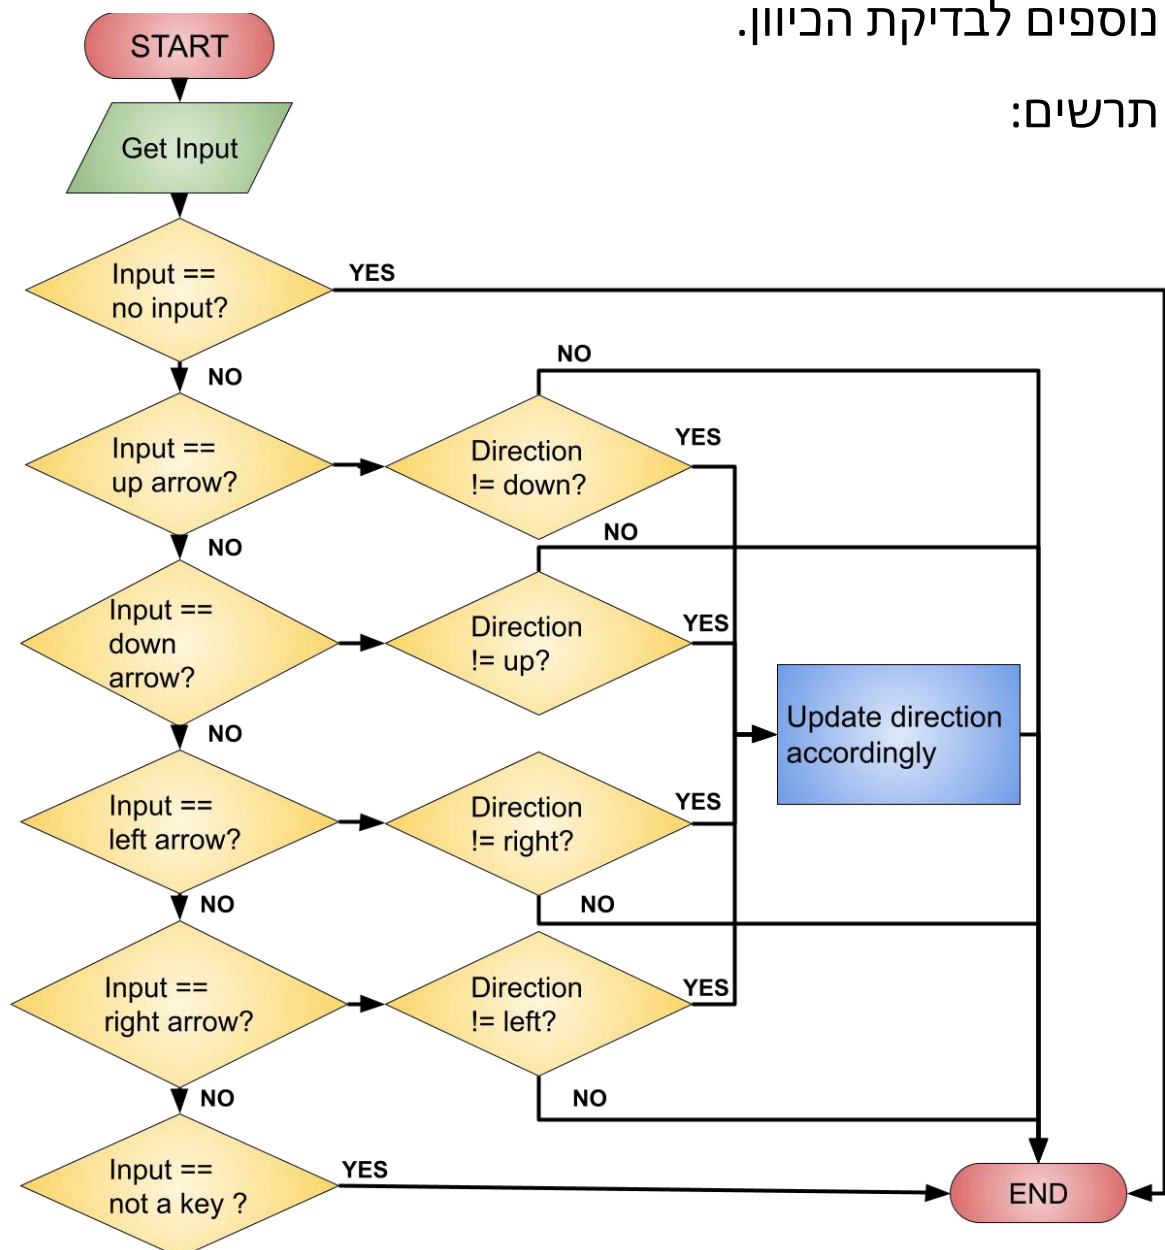 נוספים לבדיקת הכיוון.
תרשים:
START
Get Input
Input ==
no input?
YES
NO
Input ==
up arrow?
Direction
!= down?
NO
YES
NO
Input ==
down
arrow?
Direction
!= up?
NO
YES
Update direction
accordingly
NO
Input ==
left arrow?
Direction
!= right?
YES
NO
NO
Input ==
right arrow?
Direction
!= left?
YES
NO
NO
Input ==
not a key ?
YES
END